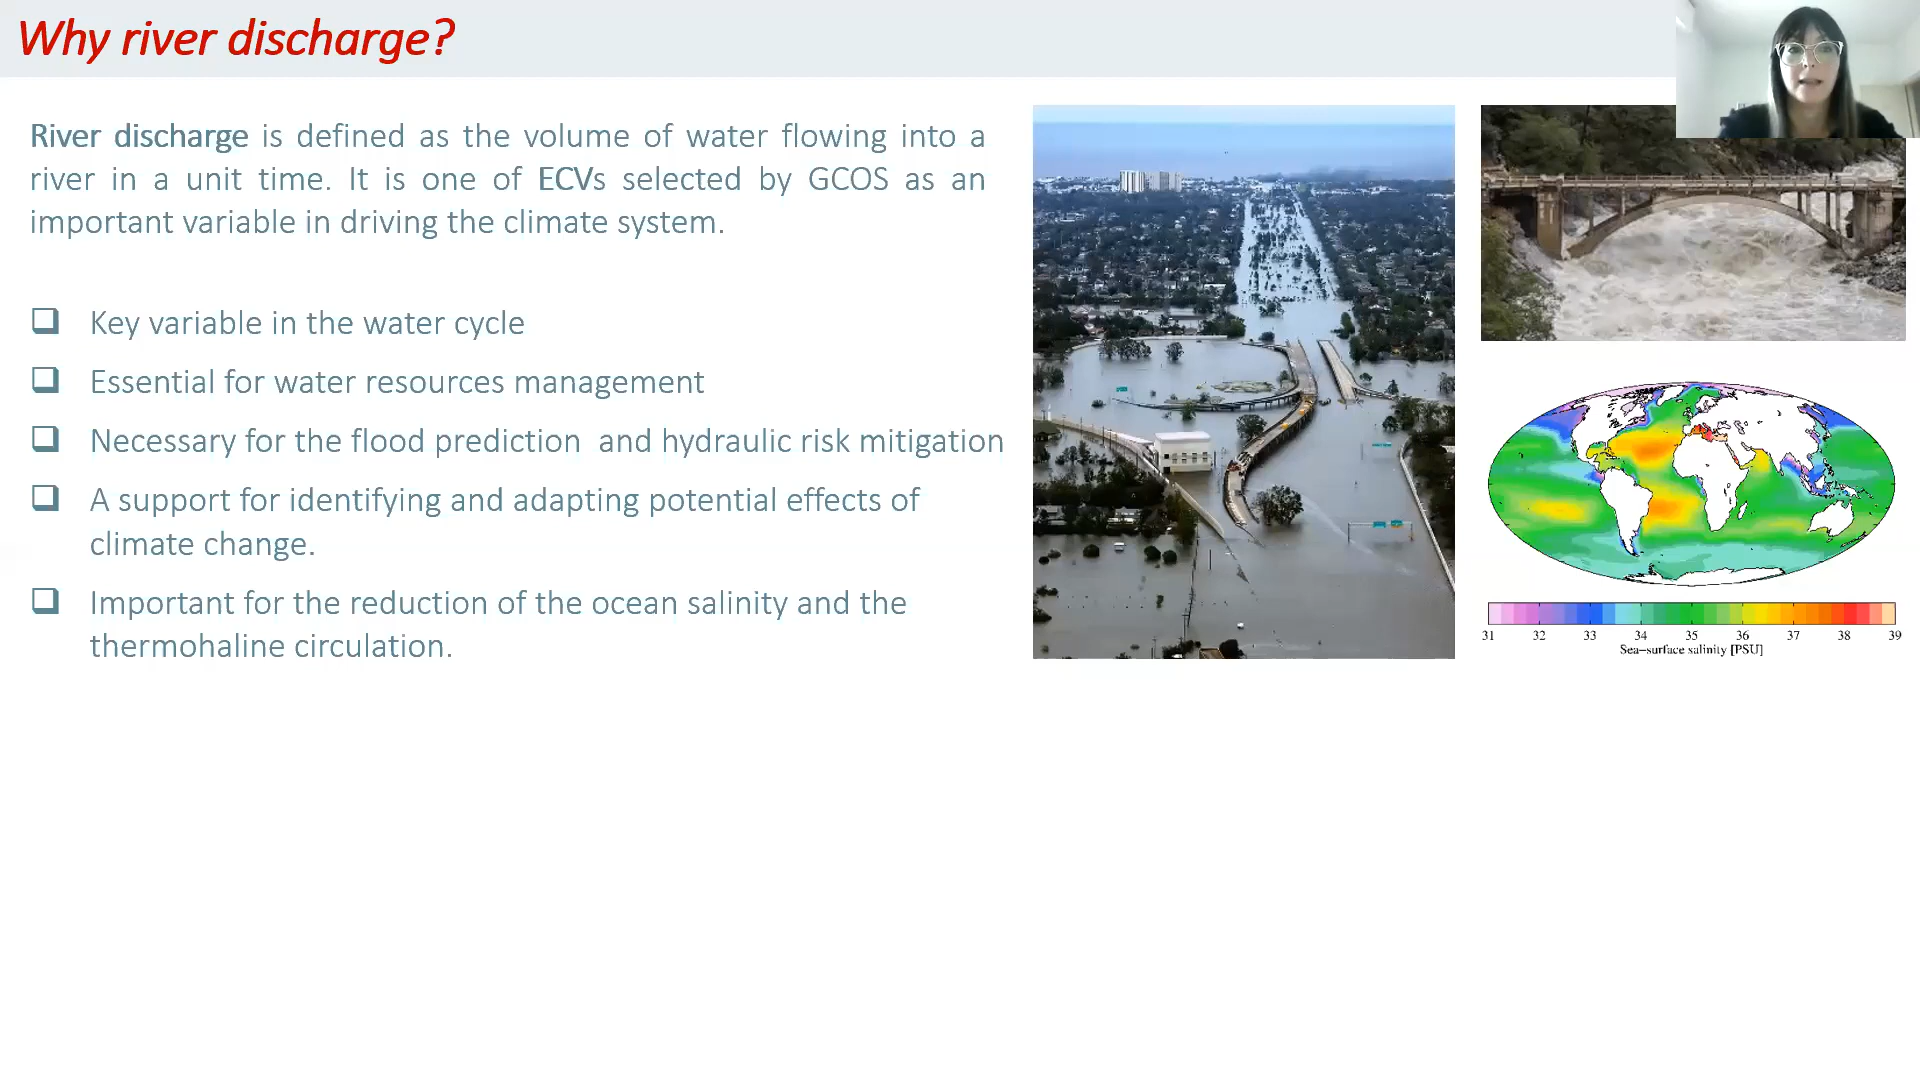 Why river discharge?
River discharge is defined as the volume of water flowing into a
river in a unit time. It is one of ECVs selected by GCOS as an
important variable in driving the climate system.
Key variable in the water cycle
Essential for water resources management
Necessary for the flood prediction  and hydraulic risk mitigation
A support for identifying and adapting potential effects of
climate change.
Important for the reduction of the ocean salinity and the
thermohaline circulation.
31 32 33 34 35 36 37 38 39
Sea-surface salinity [PSU]